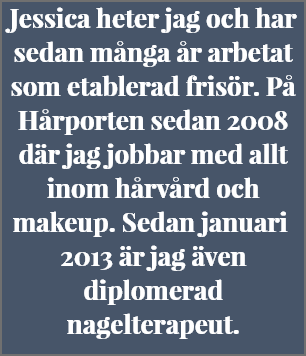 Jessica heter jag och har
sedan många år arbetat
som etablerad frisör. På
Hårporten sedan 2008
där jag jobbar med allt
inom hårvård och
makeup. Sedan januari
2013 är jag även
diplomerad
nagelterapeut.